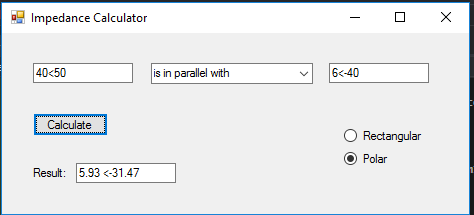 Impedance Calculator
40<50 is in parallel with 6<-40
Calculate
Rectangular
Polar
Result: 5.93 <-31.47